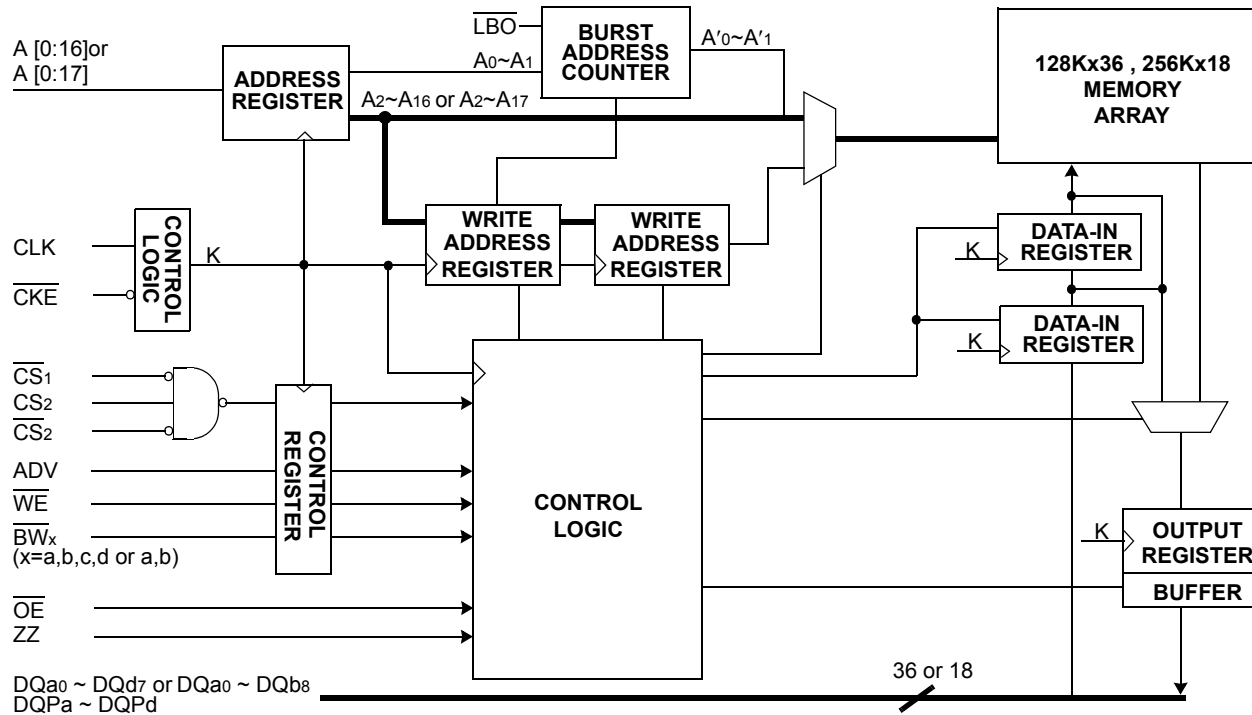 A [0:16]or
A [0:17]
ADDRESS
REGISTER
A0~A1
A2~A16 or A2~A17
LBO
BURST
ADDRESS
COUNTER
A′0~A′1
128Kx36 , 256Kx18
MEMORY
ARRAY
CLK
CKE
CONTROL
LOGIC
K
WRITE
ADDRESS
REGISTER
WRITE
ADDRESS
REGISTER
K
DATA-IN
REGISTER
K
DATA-IN
REGISTER
CS1
CS2
CS2
ADV
WE
BWx
(x=a,b,c,d or a,b)
CONTROL
REGISTER
CONTROL
LOGIC
K
OUTPUT
REGISTER
BUFFER
OE
ZZ
DQa0 ~ DQd7 or DQa0 ~ DQb8
DQPa ~ DQPd
36 or 18